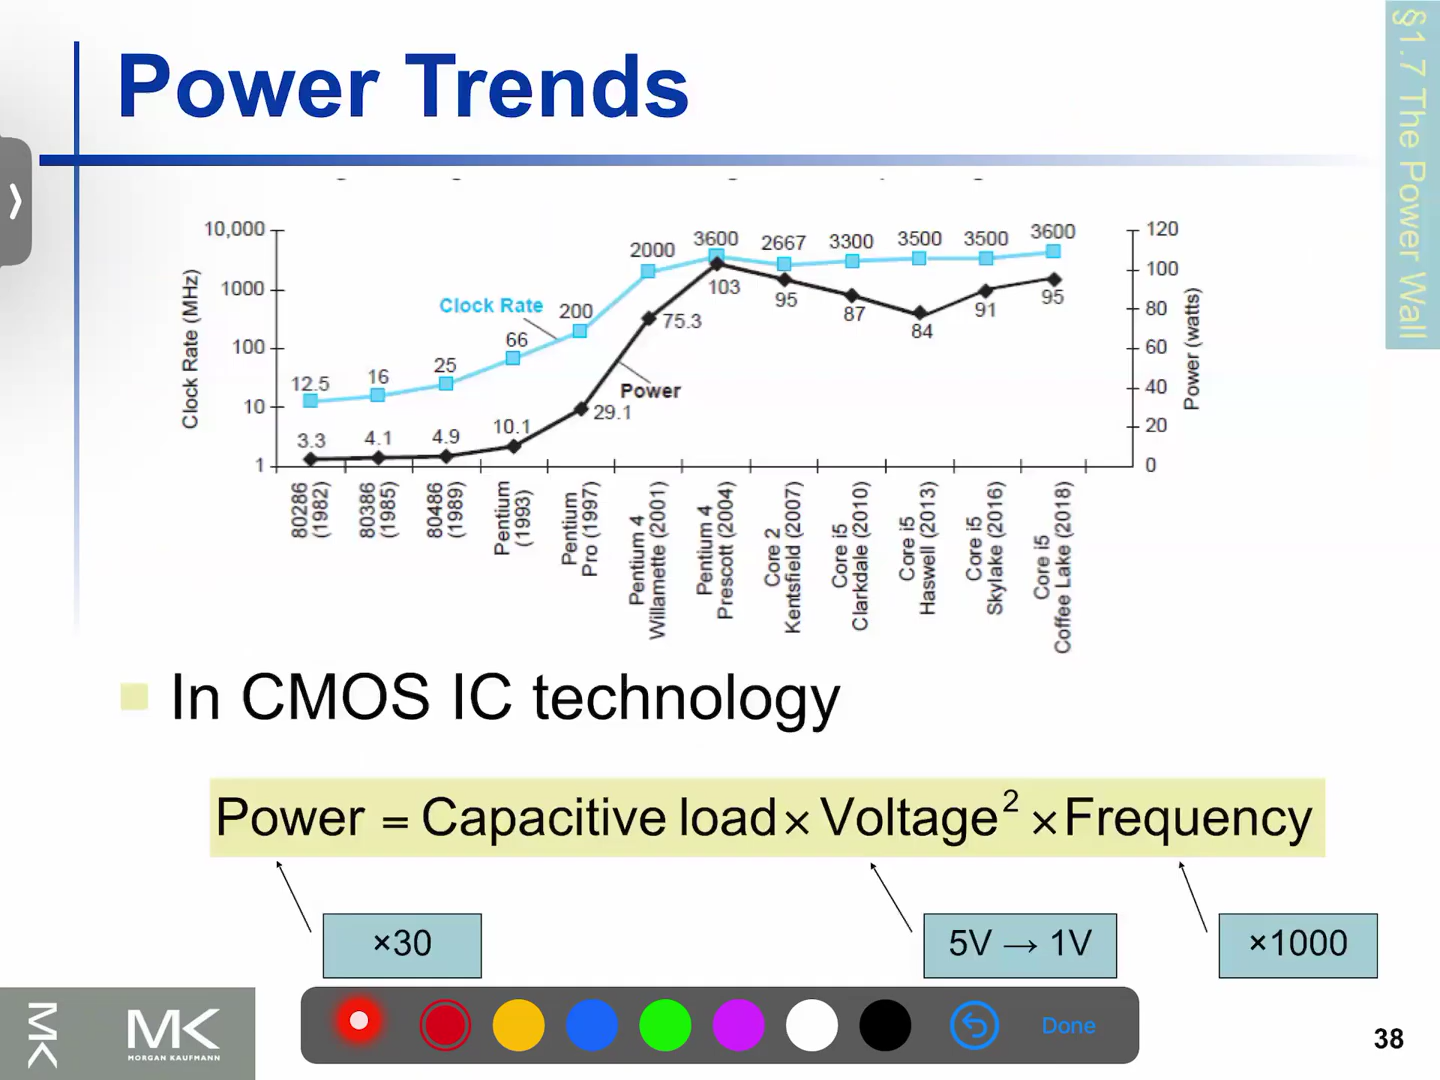 Power Trends
§1.7 The Power Wall
10,000
1000
100
10
1
Clock Rate (MHz)
120
100
80
60
40
20
0
Power (watts)
Clock Rate
12.5 16 25 66 200 2000 3600 2667 3300 3500 3500 3600
Power
3.3 4.1 4.9 10.1 29.1 75.3 103 95 87 84 91 95
80286
(1982)
80386
(1985)
80486
(1989)
Pentium
(1993)
Pentium
Pro (1997)
Pentium 4
Willamette (2001)
Pentium 4
Prescott (2004)
Core 2
Kentsfield (2007)
Core i5
Clarkdale (2010)
Core i5
Haswell (2013)
Core i5
Skylake (2016)
Core i5
Coffee Lake (2018)
In CMOS IC technology
Power = Capacitive load × Voltage² × Frequency
×30
5V → 1V
×1000
MK
MK
MORGAN KAUFMANN
Done
38